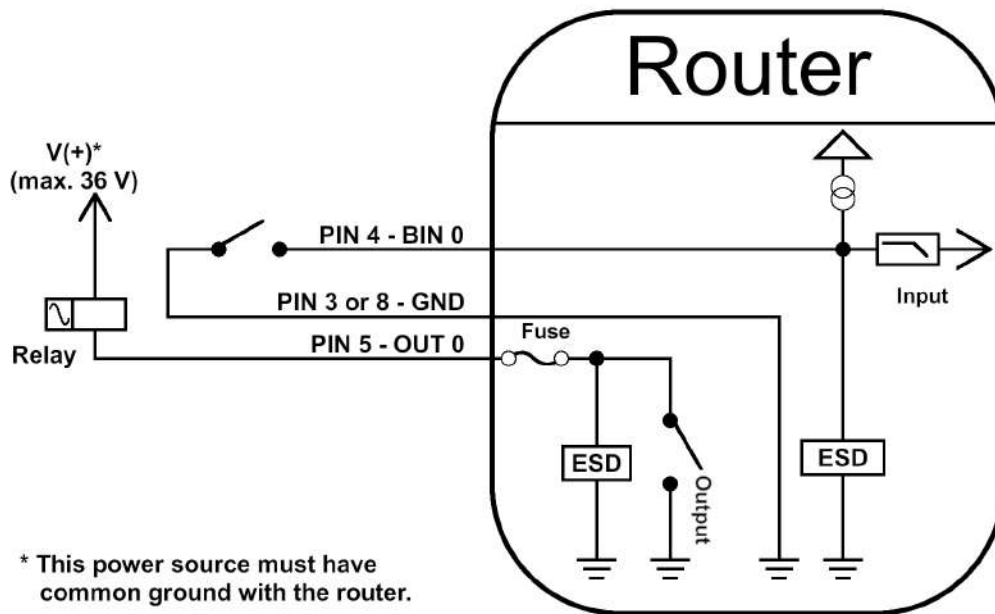 Router
V(+)*
(max. 36 V)
PIN 4 - BIN 0
Input
PIN 3 or 8 - GND
Fuse
Relay
PIN 5 - OUT 0
ESD
Output
ESD
* This power source must have
common ground with the router.